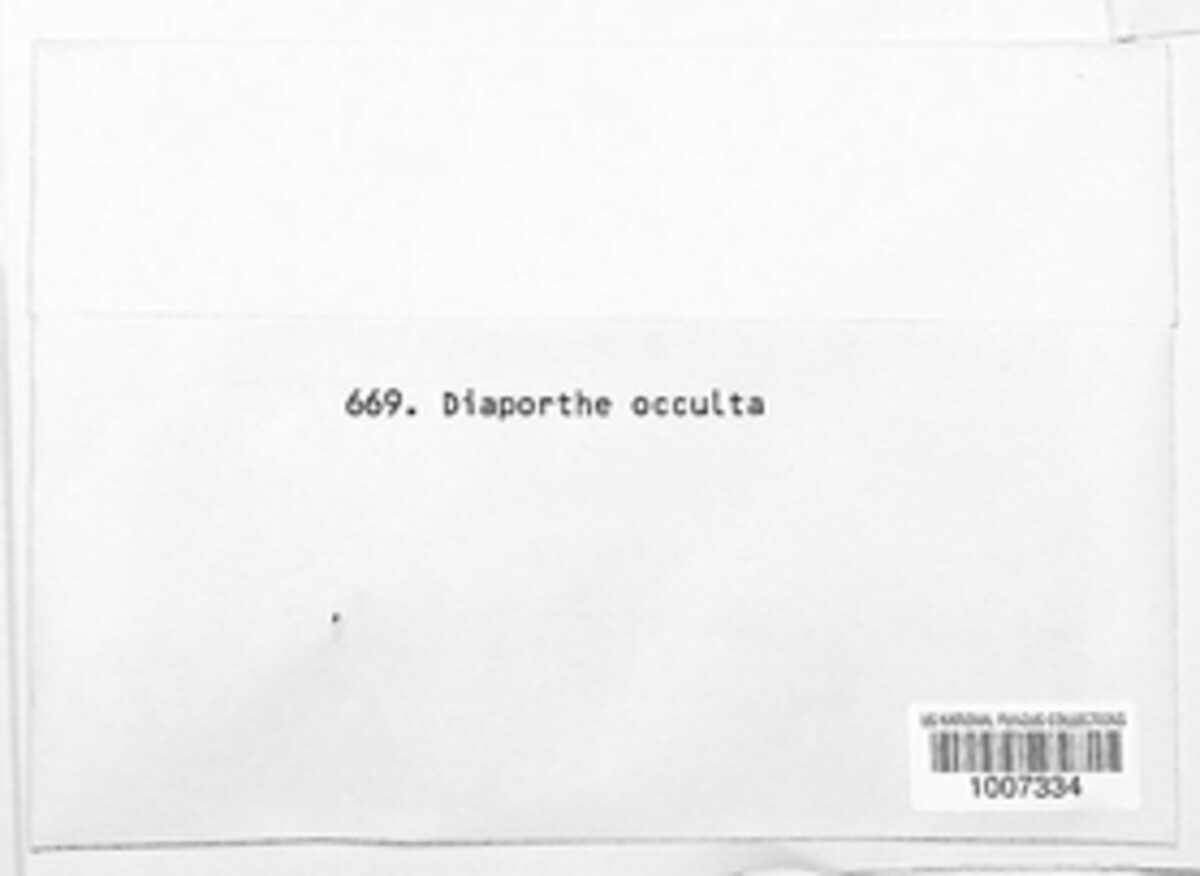 669. Diaporthe occulta
US NATIONAL FUNGUS COLLECTIONS
1007334